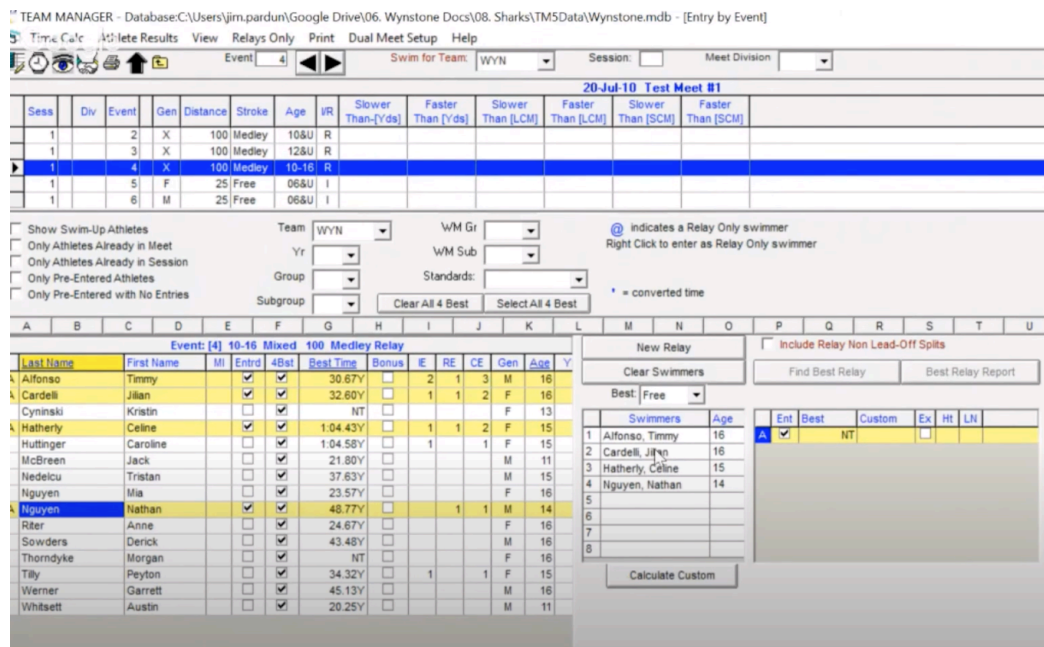 TEAM MANAGER - Database:C:\Users\jim.pardun\Google Drive\06. Wynstone Docs\08. Sharks\TM5Data\Wynstone.mdb - [Entry by Event]
Time Calc Athlete Results View Relays Only Print Dual Meet Setup Help
Event 4 Swim for Team: WYN Session: Meet Division
20-Jul-10 Test Meet #1
Sess Div Event Gen Distance Stroke Age I/R Slower Than-[Yds] Faster Than [Yds] Slower Than [LCM] Faster Than [LCM] Slower Than [SCM] Faster Than [SCM]
1 2 X 100 Medley 10&U R
1 3 X 100 Medley 12&U R
1 4 X 100 Medley 10-16 R
1 5 F 25 Free 06&U I
1 6 M 25 Free 06&U I
Show Swim-Up Athletes Team WYN WM Gr @ indicates a Relay Only swimmer
Only Athletes Already in Meet Right Click to enter as Relay Only swimmer
Only Athletes Already in Session Yr WM Sub
Only Pre-Entered Athletes Group Standards:
Only Pre-Entered with No Entries Subgroup Clear All 4 Best Select All 4 Best * = converted time
A B C D E F G H I J K L M N O P Q R S T U
Event: [4] 10-16 Mixed 100 Medley Relay
Last Name First Name MI Entrd 4Bst Best Time Bonus IE RE CE Gen Age Y
A Alfonso Timmy 30.67Y 2 1 3 M 16
A Cardelli Jilian 32.60Y 1 1 2 F 16
Cyninski Kristin NT F 13
A Hatherly Celine 1:04.43Y 1 1 2 F 15
Huttinger Caroline 1:04.58Y 1 1 F 15
McBreen Jack 21.80Y M 11
Nedelcu Tristan 37.63Y M 15
Nguyen Mia 23.57Y F 16
A Nguyen Nathan 48.77Y 1 1 M 14
Riter Anne 24.67Y F 16
Sowders Derick 43.48Y M 16
Thorndyke Morgan NT F 16
Tilly Peyton 34.32Y 1 1 F 15
Werner Garrett 45.13Y M 16
Whitsett Austin 20.25Y M 11
New Relay
Clear Swimmers
Best: Free
Swimmers Age
1 Alfonso, Timmy 16
2 Cardelli, Jilian 16
3 Hatherly, Celine 15
4 Nguyen, Nathan 14
5
6
7
8
Calculate Custom
Include Relay Non Lead-Off Splits
Find Best Relay Best Relay Report
Ent Best Custom Ex Ht LN
A NT